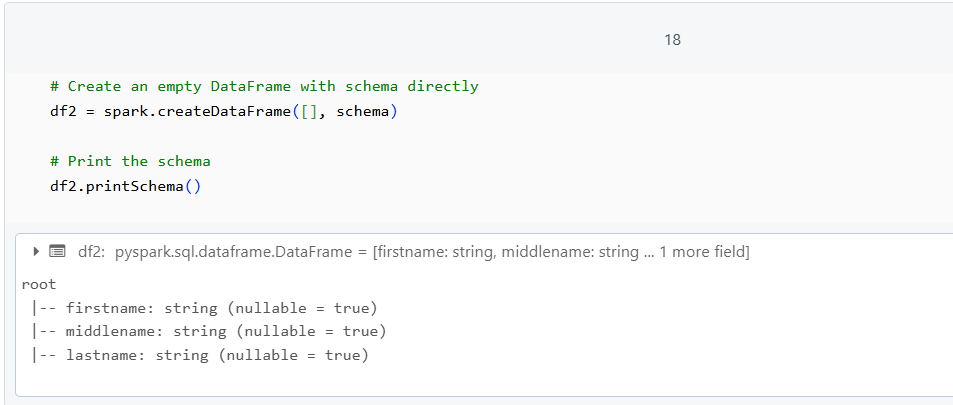 18
# Create an empty DataFrame with schema directly
df2 = spark.createDataFrame([], schema)
# Print the schema
df2.printSchema()
df2: pyspark.sql.dataframe.DataFrame = [firstname: string, middlename: string ... 1 more field]
root
|-- firstname: string (nullable = true)
|-- middlename: string (nullable = true)
|-- lastname: string (nullable = true)